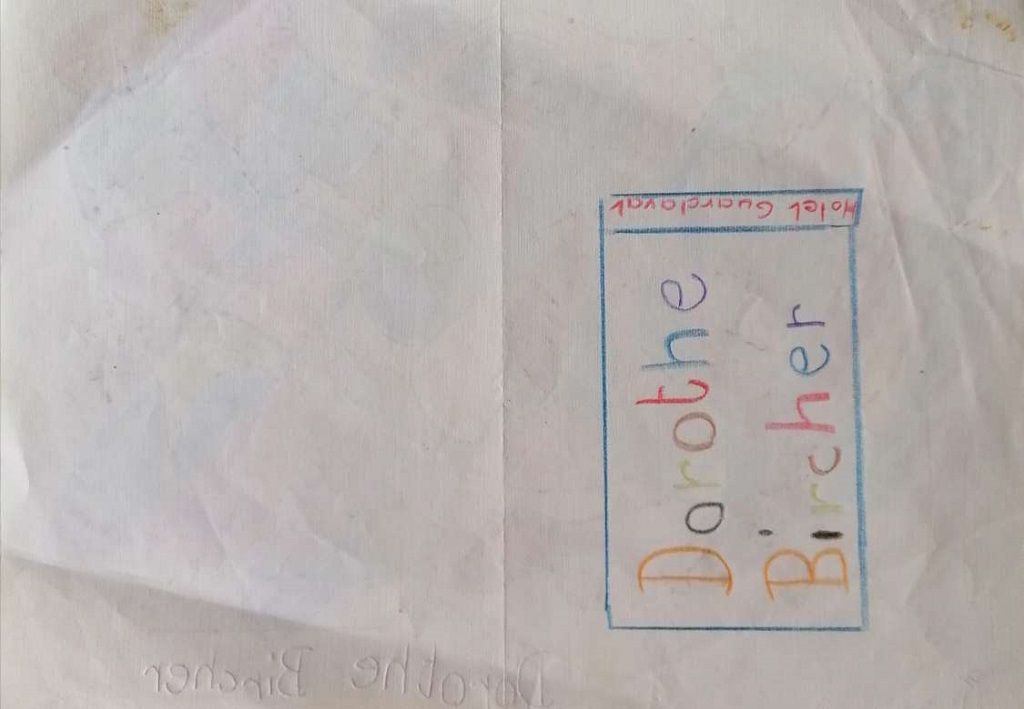 Hotel Guardaval
Dorothe
Bircher
Dorothe Bircher